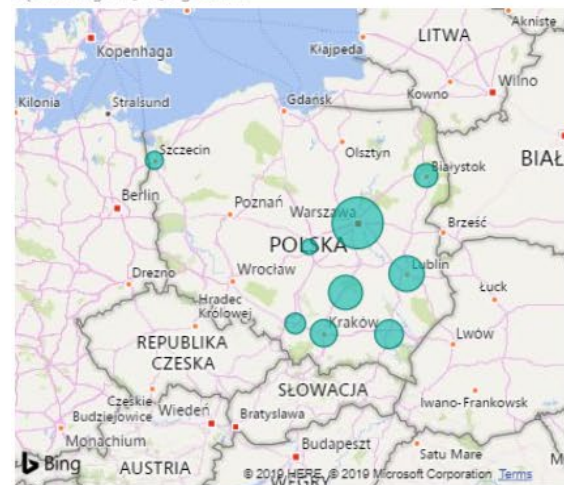 Akniste
Kopenhaga
LITWA
Kłajpeda
Kilonia
Stralsund
Gdańsk
Kowno
Wilno
Szczecin
Olsztyn
Białystok
BIAŁ
Berlin
Poznań
Warszawa
Brześć
POLSKA
Drezno
Wrocław
Lublin
Łuck
Hradec
Królowej
Kraków
Lwów
REPUBLIKA
CZESKA
SŁOWACJA
Czeskie
Budziejowice
Wiedeń
Bratysława
Iwano-Frankowsk
Monachium
Budapeszt
Satu Mare
M
Bing
AUSTRIA
WĘGRY
© 2019 HERE, © 2019 Microsoft Corporation Terms